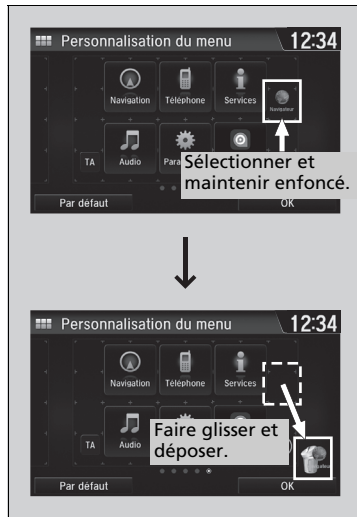 Personnalisation du menu 12:34
Navigation Téléphone Services Navigateur
TA Audio Para
Sélectionner et
maintenir enfoncé.
Par défaut OK
Personnalisation du menu 12:34
Navigation Téléphone Services
TA Audio
Faire glisser et
déposer.
Par défaut OK